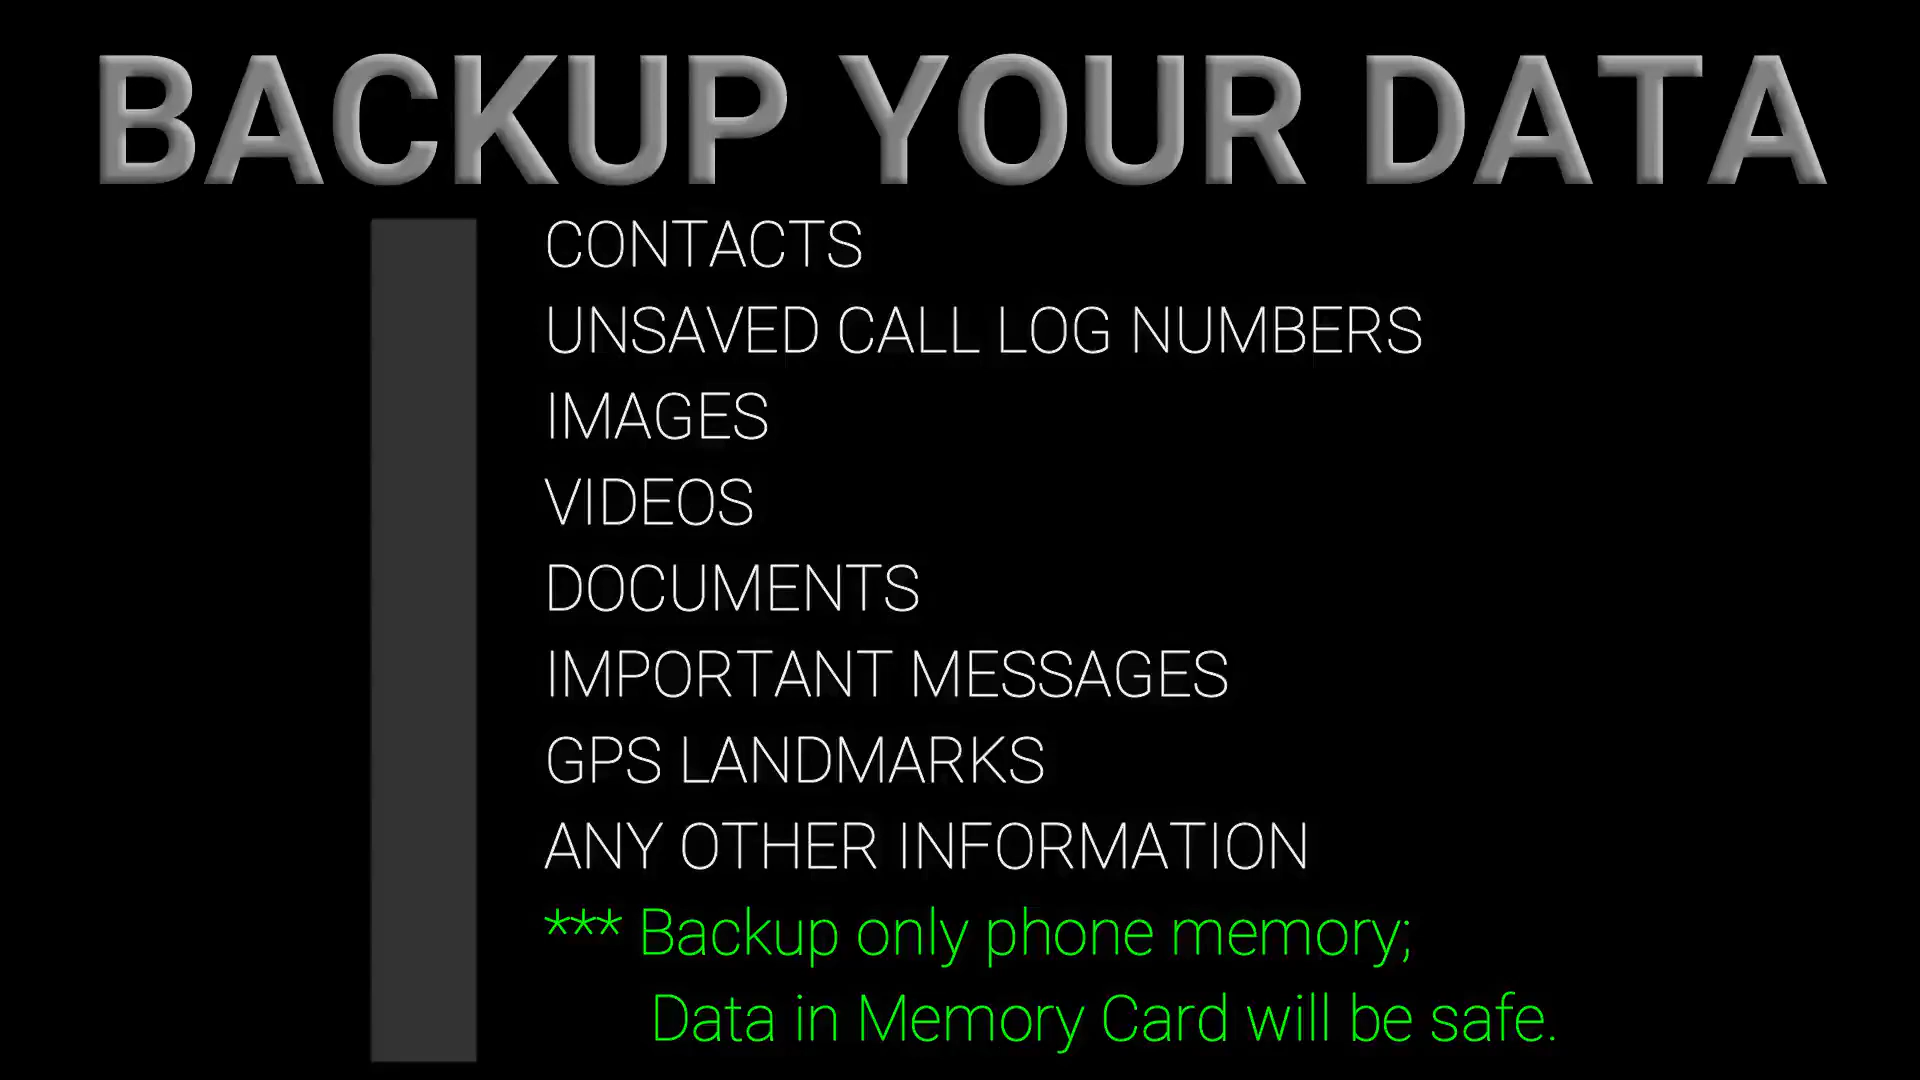 BACKUP YOUR DATA
CONTACTS
UNSAVED CALL LOG NUMBERS
IMAGES
VIDEOS
DOCUMENTS
IMPORTANT MESSAGES
GPS LANDMARKS
ANY OTHER INFORMATION
*** Backup only phone memory;
Data in Memory Card will be safe.